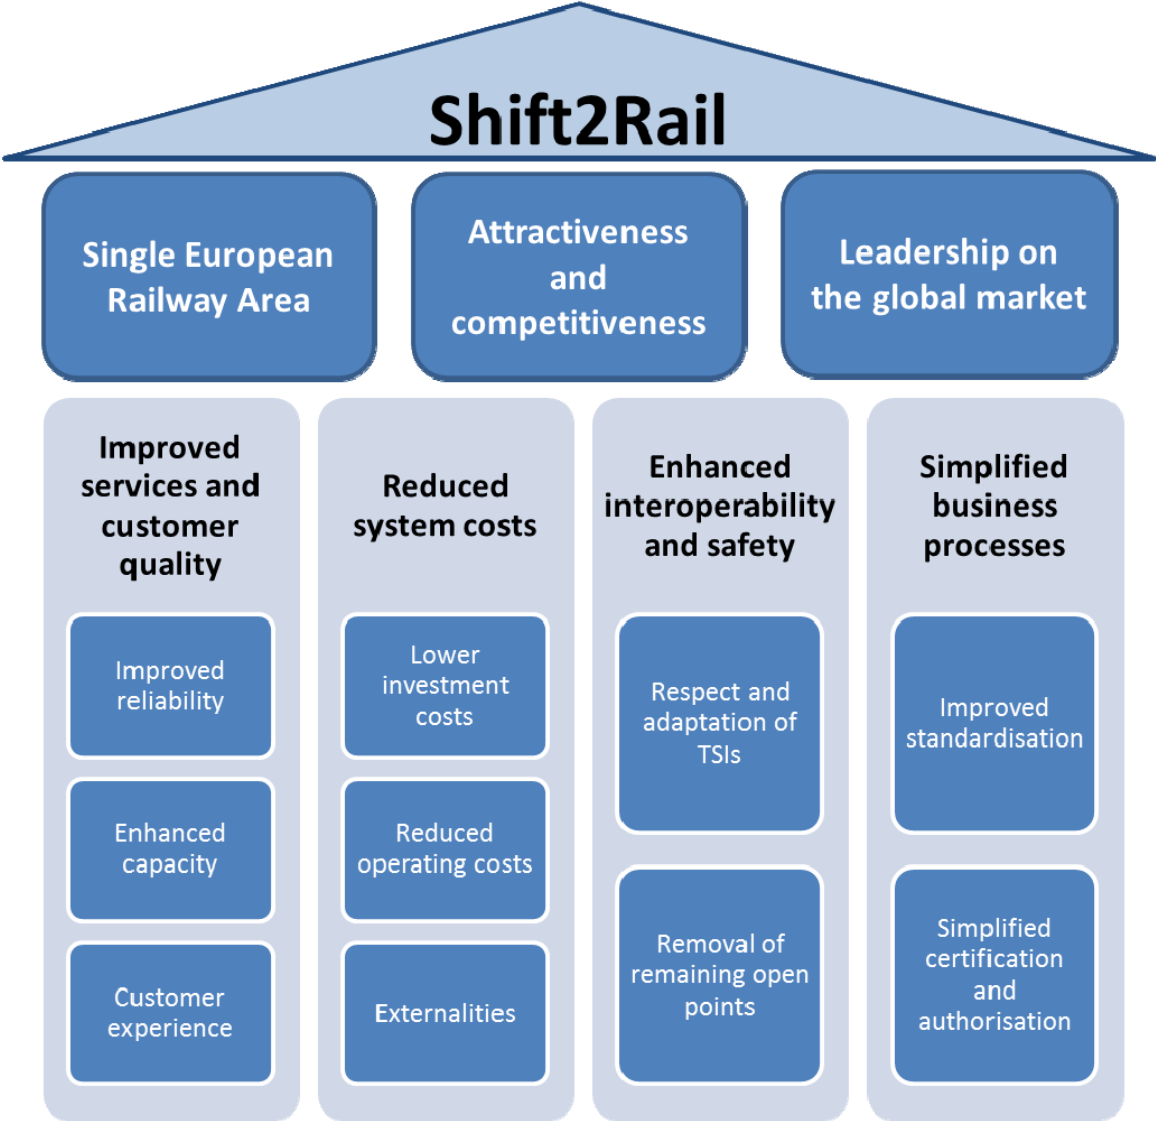 Shift2Rail
Single European
Railway Area
Attractiveness
and
competitiveness
Leadership on
the global market
Improved
services and
customer
quality
Improved
reliability
Enhanced
capacity
Customer
experience
Reduced
system costs
Lower
investment
costs
Reduced
operating costs
Externalities
Enhanced
interoperability
and safety
Respect and
adaptation of
TSIs
Removal of
remaining open
points
Simplified
business
processes
Improved
standardisation
Simplified
certification
and
authorisation